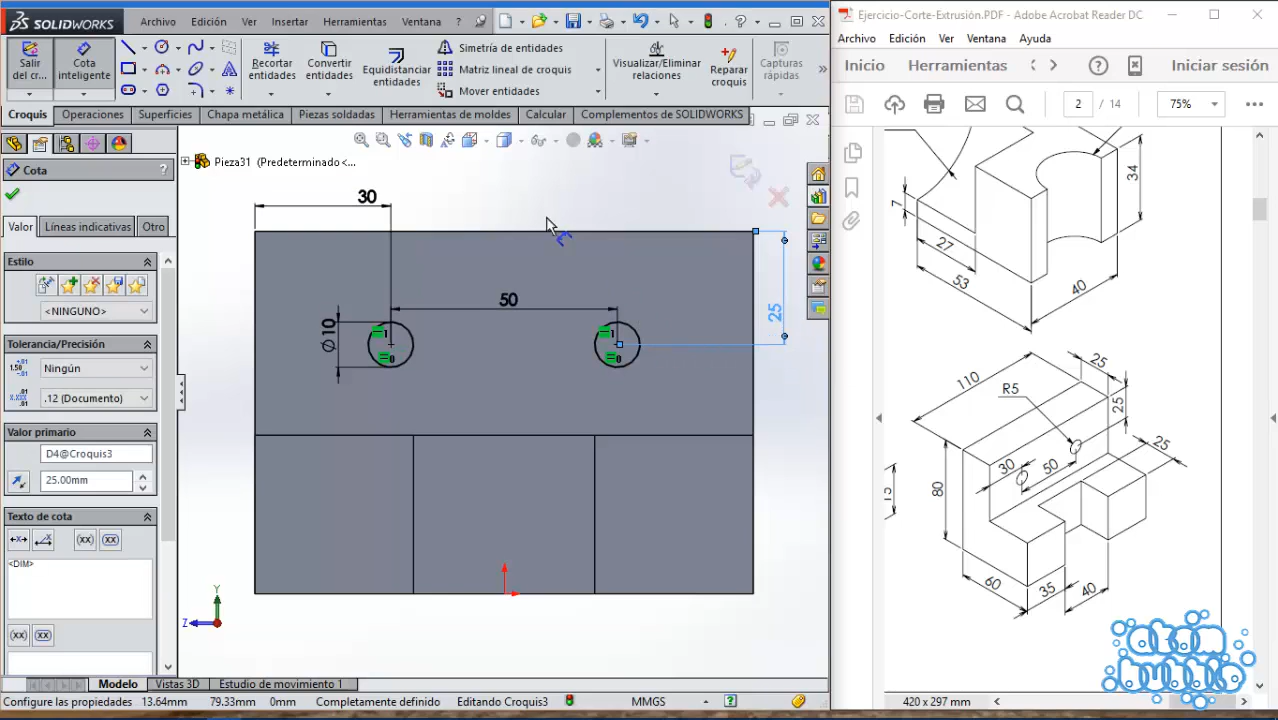 SOLIDWORKS
Archivo Edición Ver Insertar Herramientas Ventana ?
Salir del cr...
Cota inteligente
Recortar entidades
Convertir entidades
Equidistanciar entidades
Simetría de entidades
Matriz lineal de croquis
Mover entidades
Visualizar/Eliminar relaciones
Reparar croquis
Capturas rápidas
Croquis Operaciones Superficies Chapa metálica Piezas soldadas Herramientas de moldes Calcular Complementos de SOLIDWORKS
Pieza31 (Predeterminado<...
Cota ?
Valor Líneas indicativas Otro
Estilo
<NINGUNO>
Tolerancia/Precisión
Ningún
.12 (Documento)
Valor primario
D4@Croquis3
25.00mm
Texto de cota
(xx) (xx)
<DIM>
(xx) (xx)
30
50
Ø10
25
Y
Z
Modelo Vistas 3D Estudio de movimiento 1
Configure las propiedades 13.64mm 79.33mm 0mm Completamente definido Editando Croquis3 MMGS ?
Ejercicio-Corte-Extrusión.PDF - Adobe Acrobat Reader DC
Archivo Edición Ver Ventana Ayuda
Inicio Herramientas Iniciar sesión
2 / 14 75%
34
7
27
53
40
110
25
R5
25
30
50
25
80
15
60
35
40
420 x 297 mm